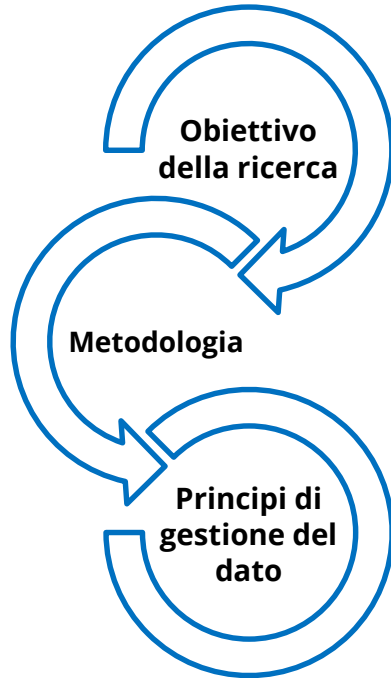 Obiettivo
della ricerca
Metodologia
Principi di
gestione del
dato